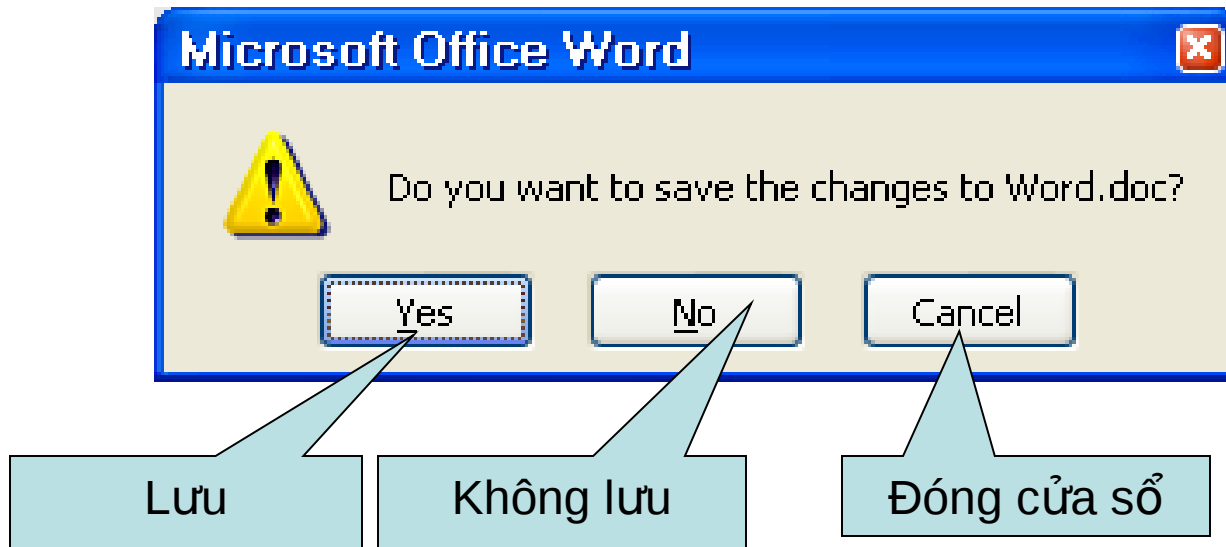 Microsoft Office Word
Do you want to save the changes to Word.doc?
Yes No Cancel
Lưu Không lưu Đóng cửa sổ